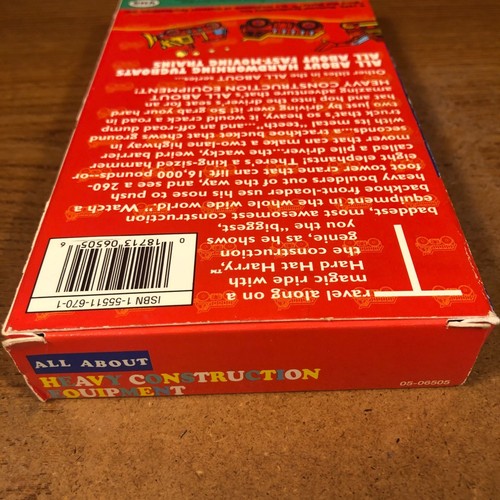 Travel along on a
magic ride with
Hard Hat Harry,™
the construction
genie, as he shows
you the "biggest,
baddest, most awesomest construction
equipment in the whole wide world." Watch a
backhoe front-loader use his nose to push
heavy boulders out of the way, and see a 260-
foot tower crane that can lift 16,000 pounds--or
eight elephants! There's a king-sized hammer
called a pile driver...the wacky, weird barrier
mover that can make a two-lane highway in
seconds...a trackhoe bucket that chews ground
with its metal "teeth," and an off-road dump
truck that's so heavy, it would crack a road in
two just by driving over it! So grab your hard
hat and hop into the driver's seat for an
amazing adventure that's ALL ABOUT
HEAVY CONSTRUCTION EQUIPMENT!
Other titles in the ALL ABOUT series...
ALL ABOUT HARDWORKING TUGBOATS
ALL ABOUT FAST-MOVING TRAINS
VHS
ISBN 1-55511-670-1
0 18713 06505 6
ALL ABOUT
HEAVY CONSTRUCTION
EQUIPMENT
05-06505